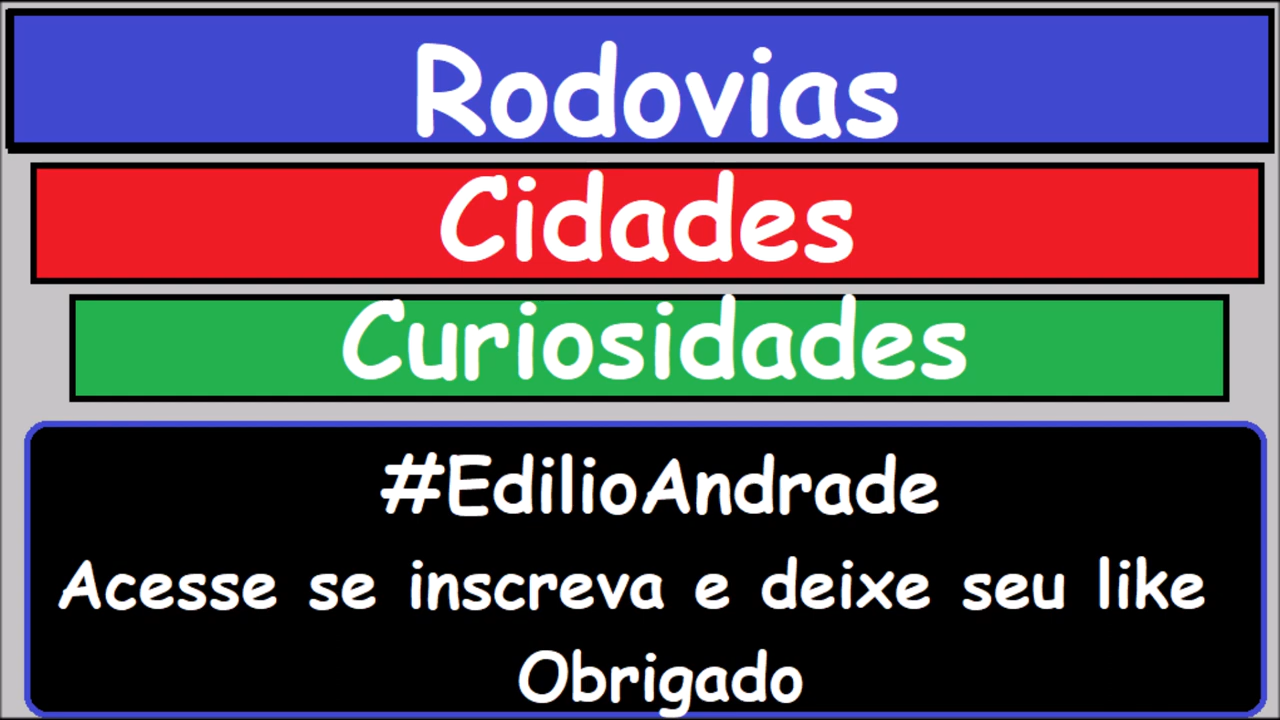 Rodovias
Cidades
Curiosidades
#EdilioAndrade
Acesse se inscreva e deixe seu like
Obrigado